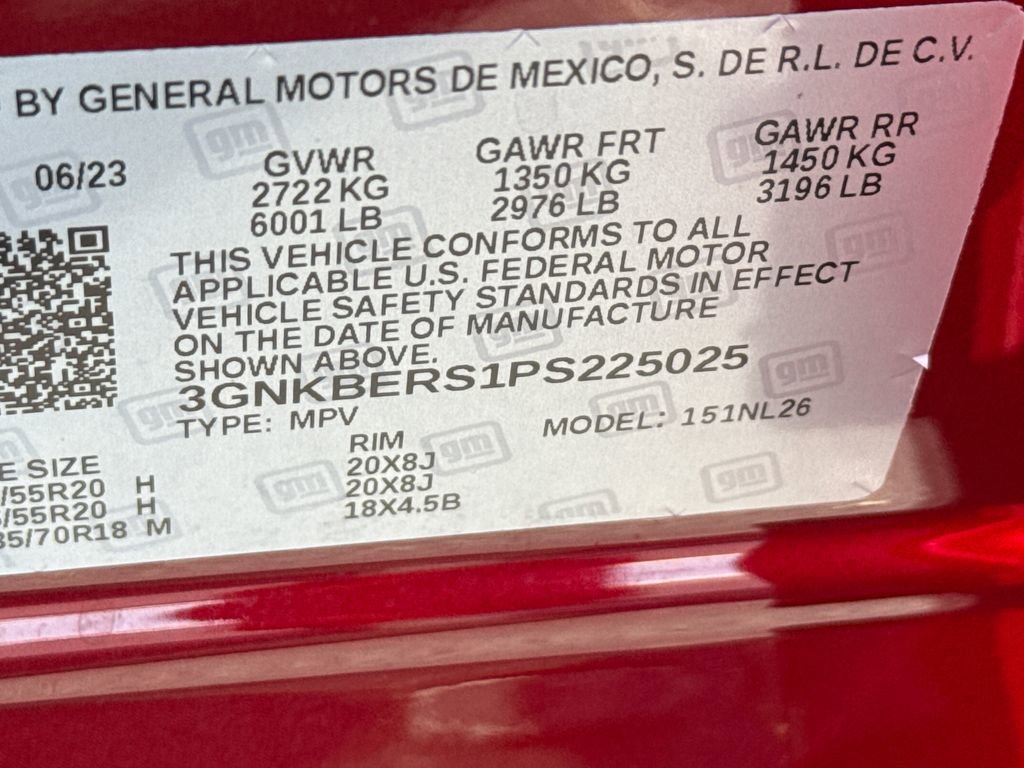 BY GENERAL MOTORS DE MEXICO, S. DE R.L. DE C.V.
06/23 GVWR GAWR FRT GAWR RR
2722 KG 1350 KG 1450 KG
6001 LB 2976 LB 3196 LB
THIS VEHICLE CONFORMS TO ALL
APPLICABLE U.S. FEDERAL MOTOR
VEHICLE SAFETY STANDARDS IN EFFECT
ON THE DATE OF MANUFACTURE
SHOWN ABOVE.
3GNKBERS1PS225025
TYPE: MPV MODEL: 151NL26
E SIZE RIM
/55R20 H 20X8J
/55R20 H 20X8J
35/70R18 M 18X4.5B